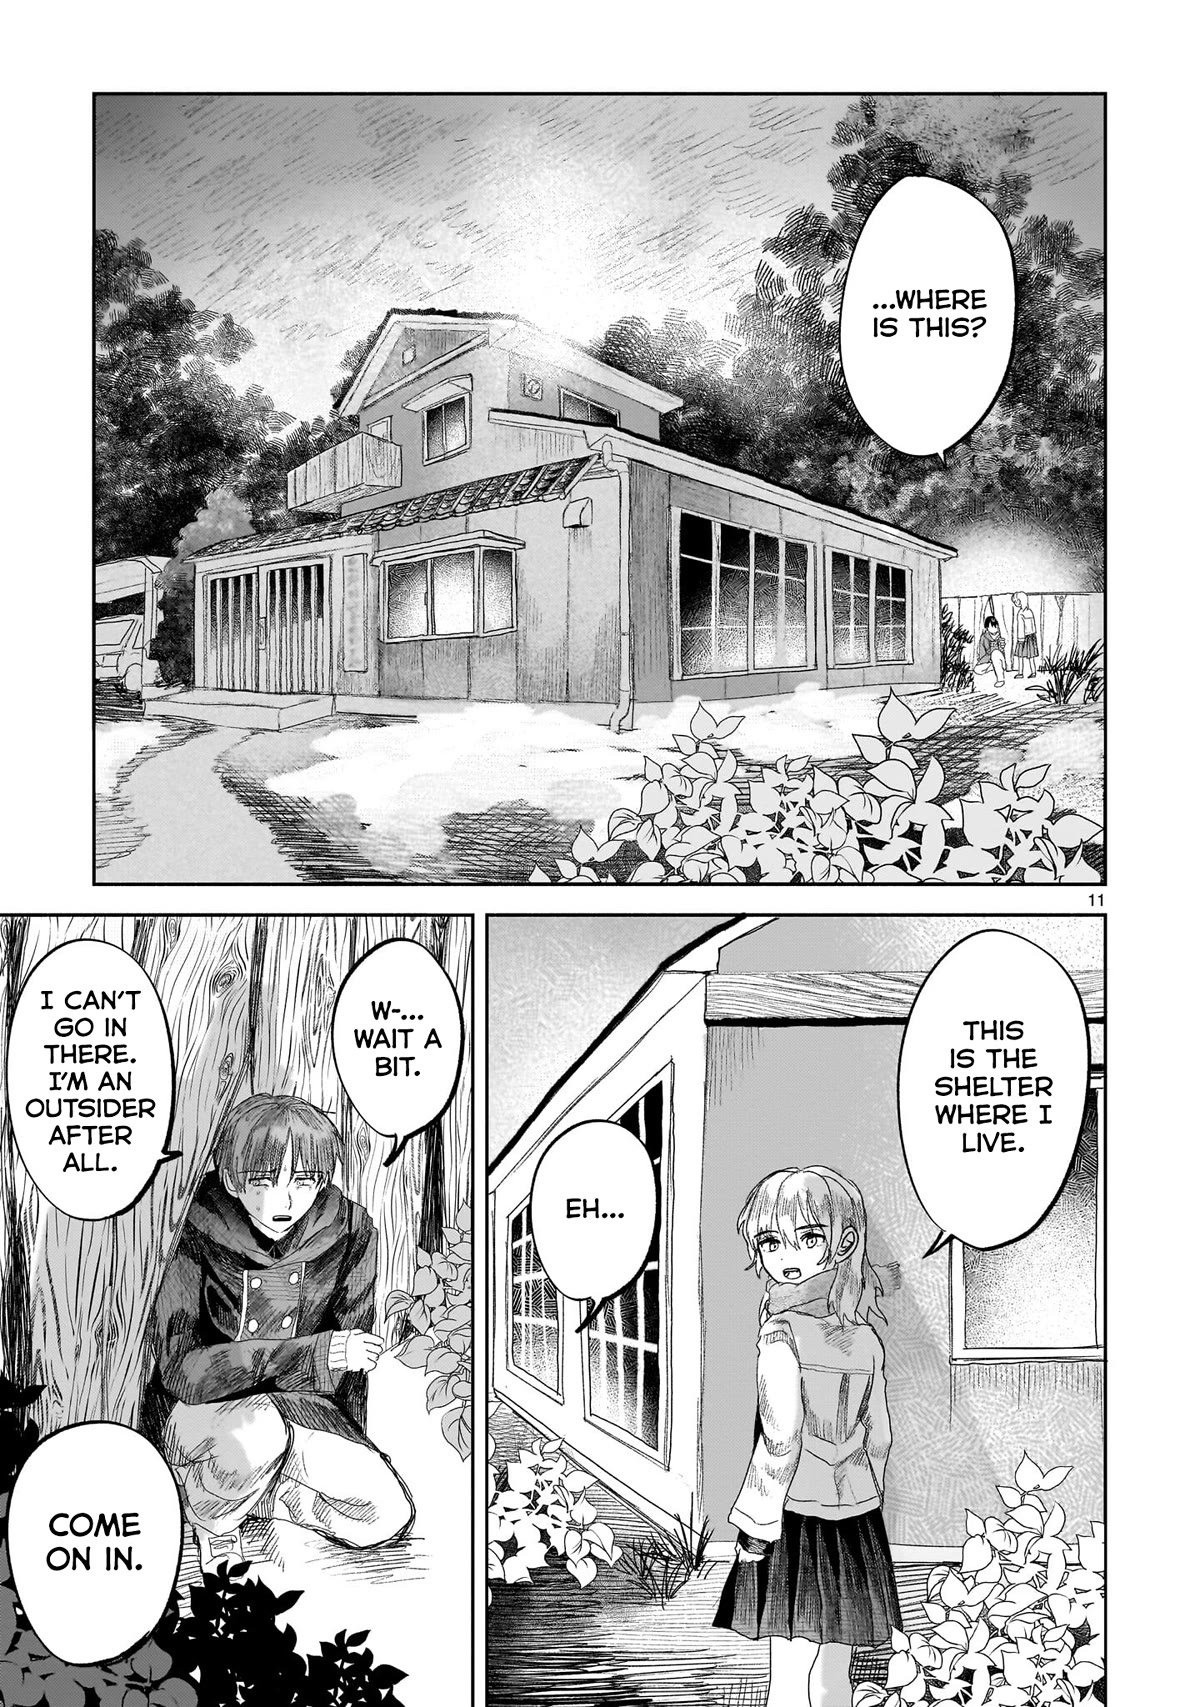 ...WHERE
IS THIS?
11
THIS
IS THE
SHELTER
WHERE I
LIVE.
EH...
W-...
WAIT A
BIT.
I CAN'T
GO IN
THERE.
I'M AN
OUTSIDER
AFTER
ALL.
COME
ON IN.